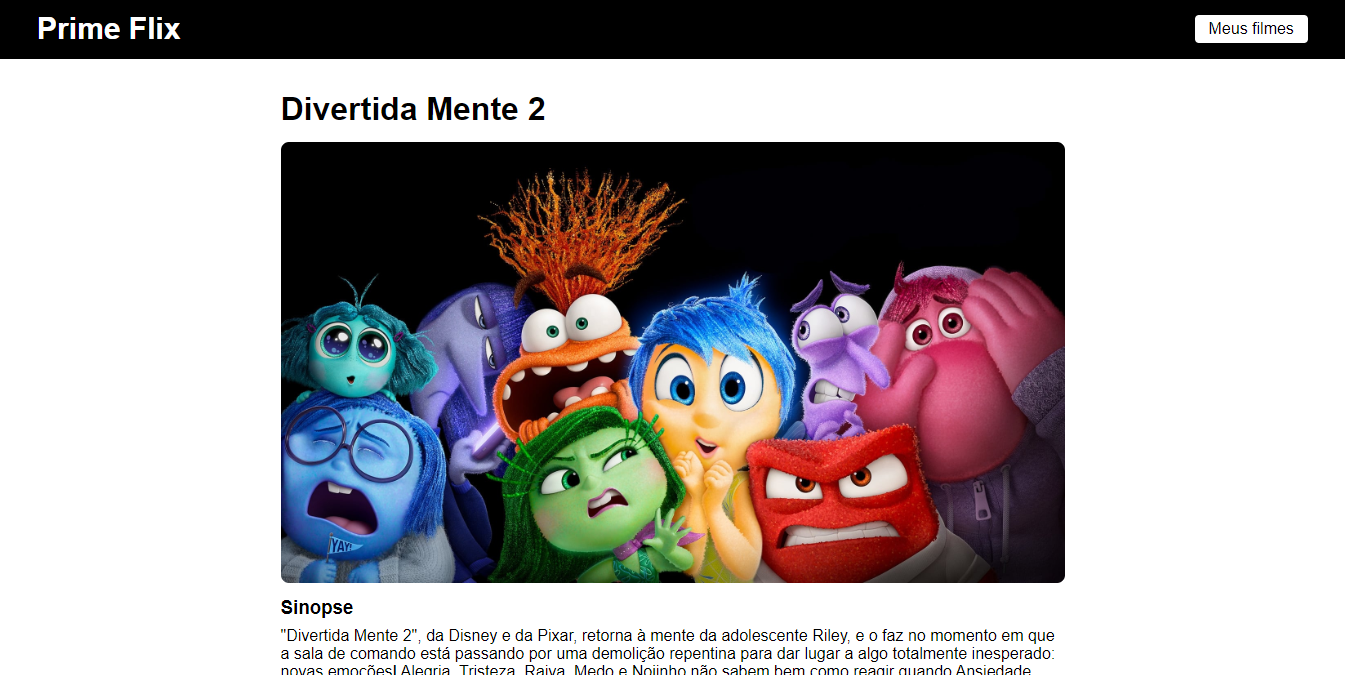 Prime Flix
Meus filmes
Divertida Mente 2
YAY!
Sinopse
"Divertida Mente 2", da Disney e da Pixar, retorna à mente da adolescente Riley, e o faz no momento em que
a sala de comando está passando por uma demolição repentina para dar lugar a algo totalmente inesperado:
novas emoções! Alegria, Tristeza, Raiva, Medo e Nojinho não sabem bem como reagir quando Ansiedade